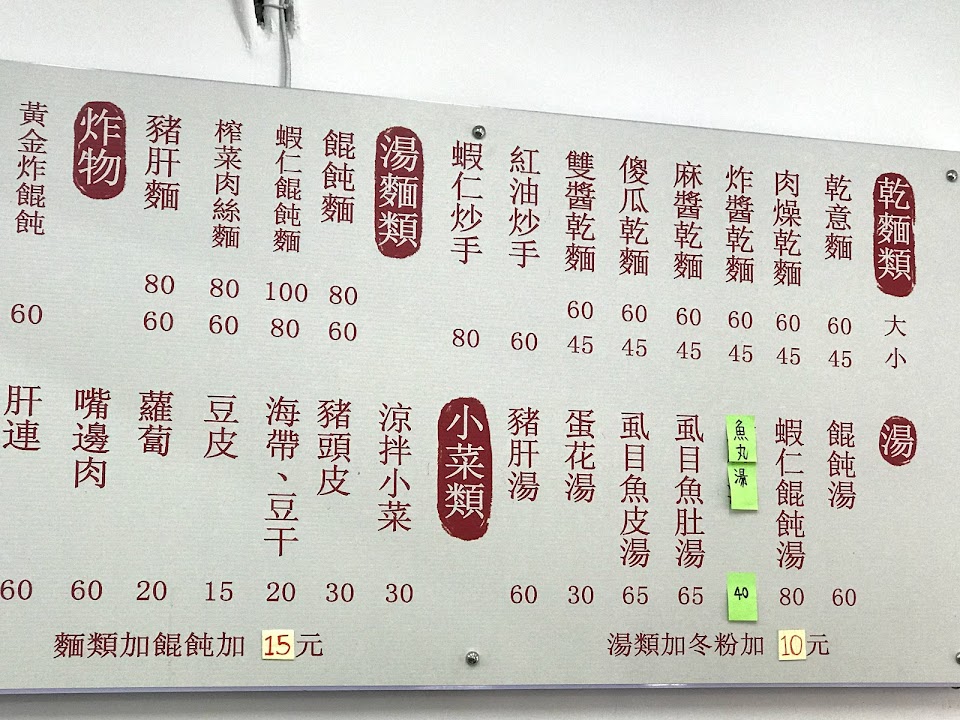 乾麵類
大
小
乾意麵 60 45
肉燥乾麵 60 45
炸醬乾麵 60 45
麻醬乾麵 60 45
傻瓜乾麵 60 45
雙醬乾麵 60 45
紅油炒手 60
蝦仁炒手 80
湯麵類
餛飩麵 80 60
蝦仁餛飩麵 100 80
榨菜肉絲麵 80 60
豬肝麵 80 60
炸物
黃金炸餛飩 60
湯
餛飩湯 60
蝦仁餛飩湯 80
魚丸湯 40
虱目魚肚湯 65
虱目魚皮湯 65
蛋花湯 30
豬肝湯 60
小菜類
涼拌小菜 30
豬頭皮 30
海帶、豆干 20
豆皮 15
蘿蔔 20
嘴邊肉 60
肝連 60
湯類加冬粉加 10 元
麵類加餛飩加 15 元